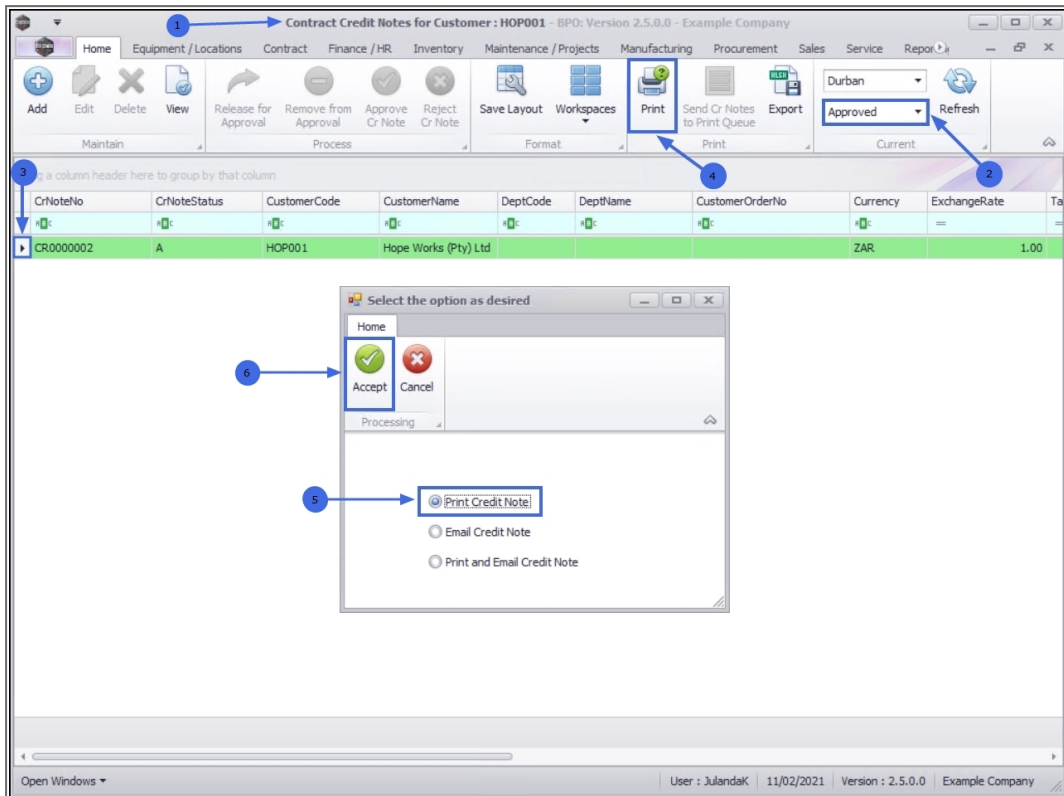 1
Contract Credit Notes for Customer : HOP001 - BPO: Version 2.5.0.0 - Example Company
Home Equipment / Locations Contract Finance / HR Inventory Maintenance / Projects Manufacturing Procurement Sales Service Repor
Add Edit Delete View
Release for Approval
Remove from Approval
Approve Cr Note
Reject Cr Note
Save Layout Workspaces Print
Send Cr Notes to Print Queue
Export
Durban
Approved
Refresh
Maintain Process Format Print Current
3 4 2
a column header here to group by that column
CrNoteNo CrNoteStatus CustomerCode CustomerName DeptCode DeptName CustomerOrderNo Currency ExchangeRate Ta
CR0000002 A HOP001 Hope Works (Pty) Ltd ZAR 1.00
Select the option as desired
Home
6
Accept Cancel
Processing
5
Print Credit Note
Email Credit Note
Print and Email Credit Note
Open Windows User : JulandaK 11/02/2021 Version : 2.5.0.0 Example Company